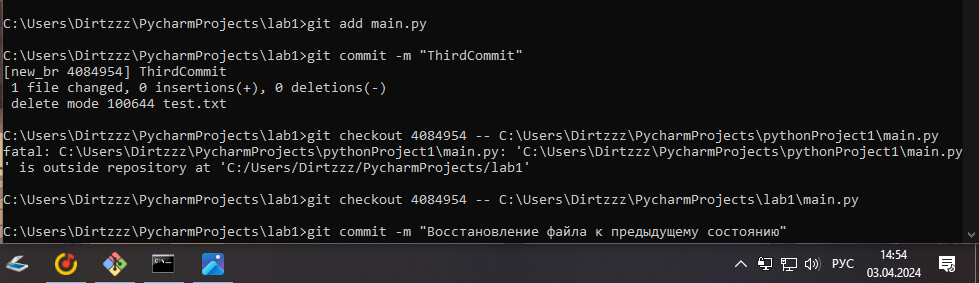 C:\Users\Dirtzzz\PycharmProjects\lab1>git add main.py
C:\Users\Dirtzzz\PycharmProjects\lab1>git commit -m "ThirdCommit"
[new_br 4084954] ThirdCommit
 1 file changed, 0 insertions(+), 0 deletions(-)
 delete mode 100644 test.txt
C:\Users\Dirtzzz\PycharmProjects\lab1>git checkout 4084954 -- C:\Users\Dirtzzz\PycharmProjects\pythonProject1\main.py
fatal: C:\Users\Dirtzzz\PycharmProjects\pythonProject1\main.py: 'C:\Users\Dirtzzz\PycharmProjects\pythonProject1\main.py
' is outside repository at 'C:/Users/Dirtzzz/PycharmProjects/lab1'
C:\Users\Dirtzzz\PycharmProjects\lab1>git checkout 4084954 -- C:\Users\Dirtzzz\PycharmProjects\lab1\main.py
C:\Users\Dirtzzz\PycharmProjects\lab1>git commit -m "Восстановление файла к предыдущему состоянию"
РУС
14:54
03.04.2024